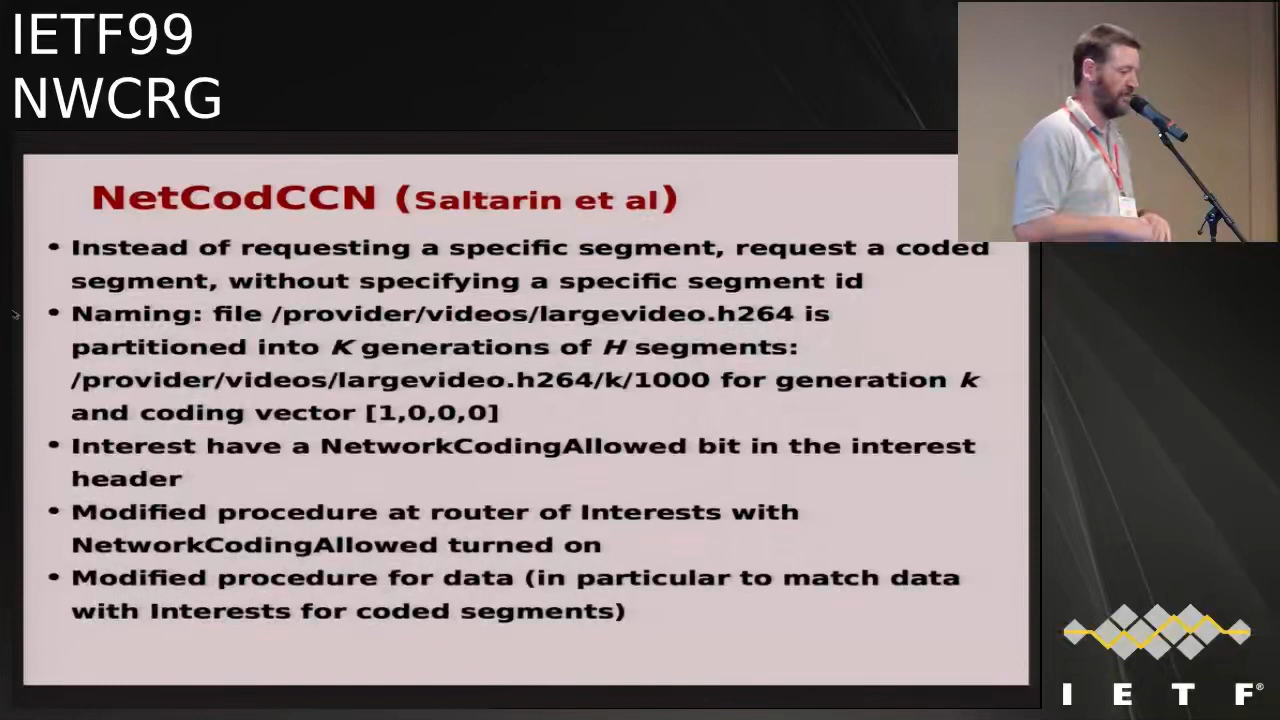 IETF99
NWCRG
NetCodCCN (Saltarin et al)
• Instead of requesting a specific segment, request a coded
segment, without specifying a specific segment id
• Naming: file /provider/videos/largevideo.h264 is
partitioned into K generations of H segments:
/provider/videos/largevideo.h264/k/1000 for generation k
and coding vector [1,0,0,0]
• Interest have a NetworkCodingAllowed bit in the interest
header
• Modified procedure at router of Interests with
NetworkCodingAllowed turned on
• Modified procedure for data (in particular to match data
with Interests for coded segments)
I E T F®